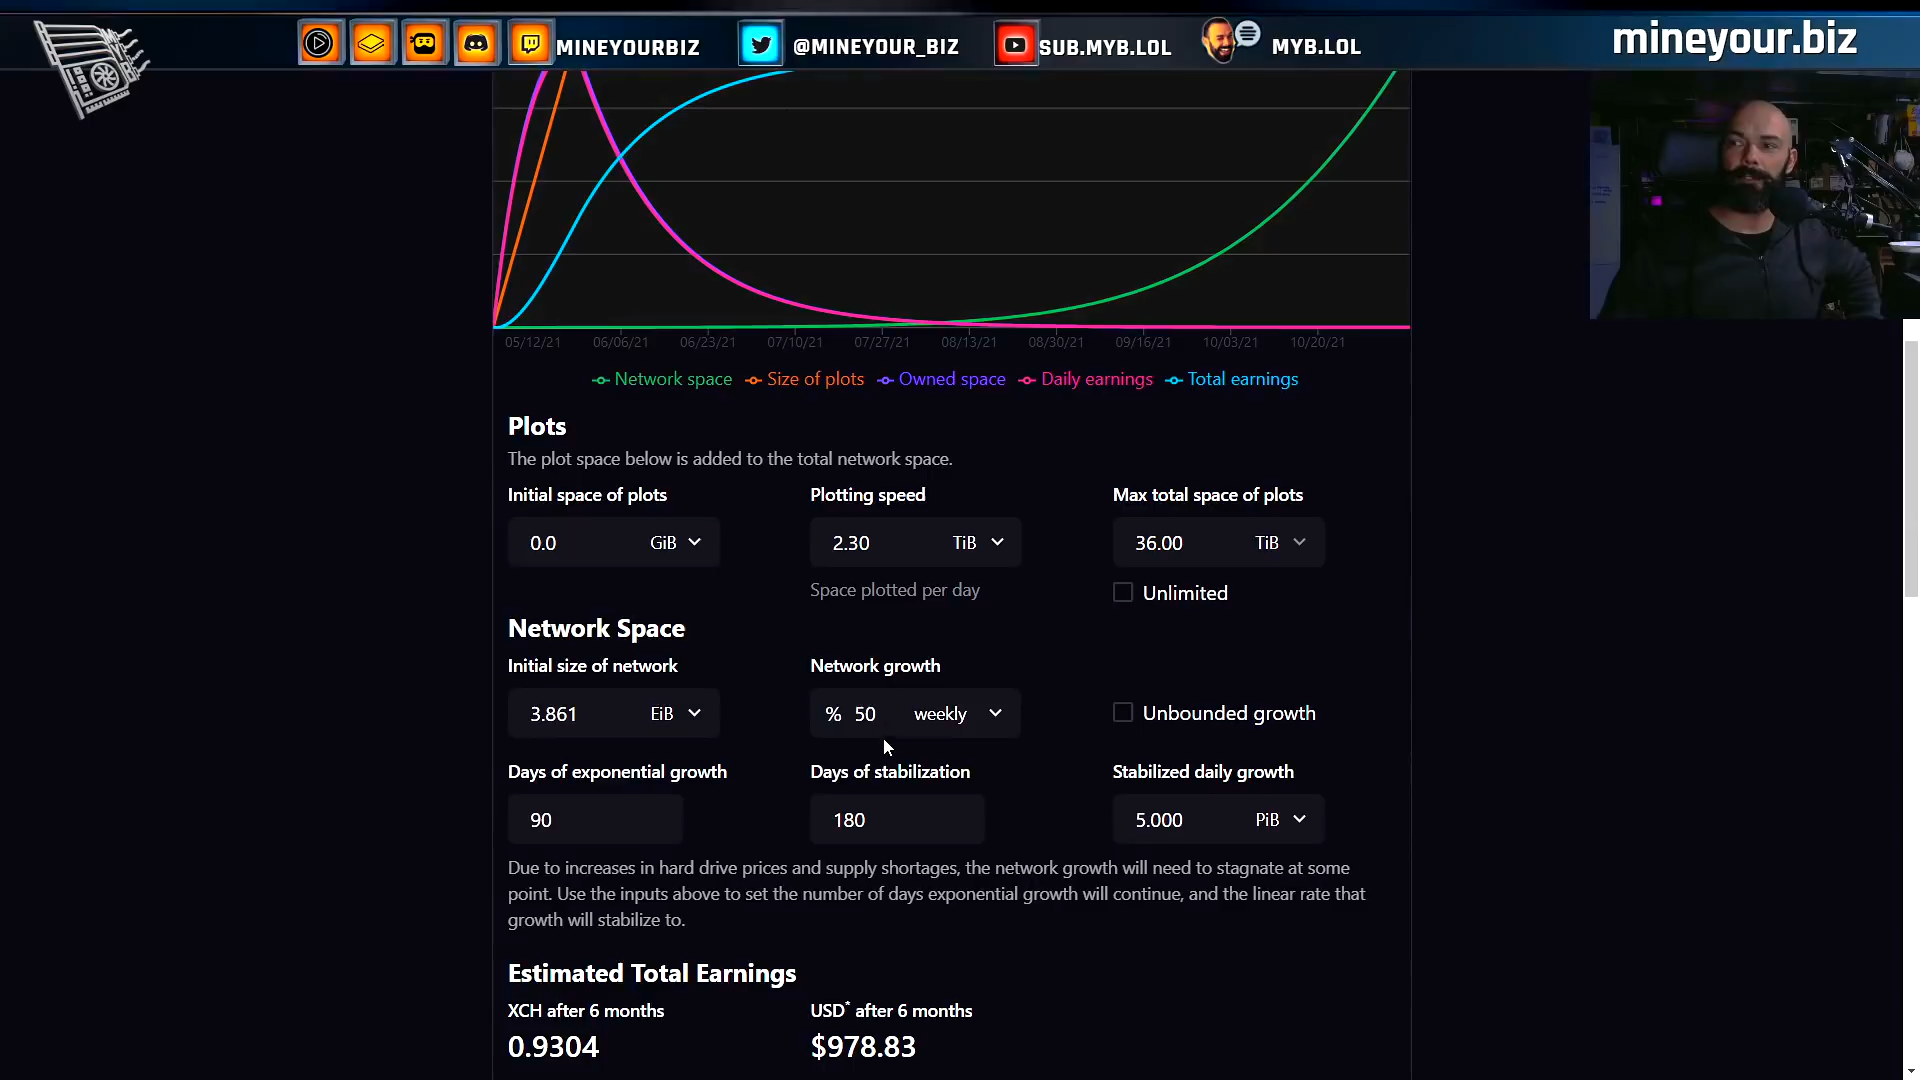 MINEYOURBIZ @MINEYOUR_BIZ SUB.MYB.LOL MYB.LOL mineyour.biz
05/12/21 06/06/21 06/23/21 07/10/21 07/27/21 08/13/21 08/30/21 09/16/21 10/03/21 10/20/21
Network space Size of plots Owned space Daily earnings Total earnings
Plots
The plot space below is added to the total network space.
Initial space of plots Plotting speed Max total space of plots
0.0 GiB 2.30 TiB 36.00 TiB
Space plotted per day Unlimited
Network Space
Initial size of network Network growth
3.861 EiB % 50 weekly Unbounded growth
Days of exponential growth Days of stabilization Stabilized daily growth
90 180 5.000 PiB
Due to increases in hard drive prices and supply shortages, the network growth will need to stagnate at some
point. Use the inputs above to set the number of days exponential growth will continue, and the linear rate that
growth will stabilize to.
Estimated Total Earnings
XCH after 6 months USD* after 6 months
0.9304 $978.83